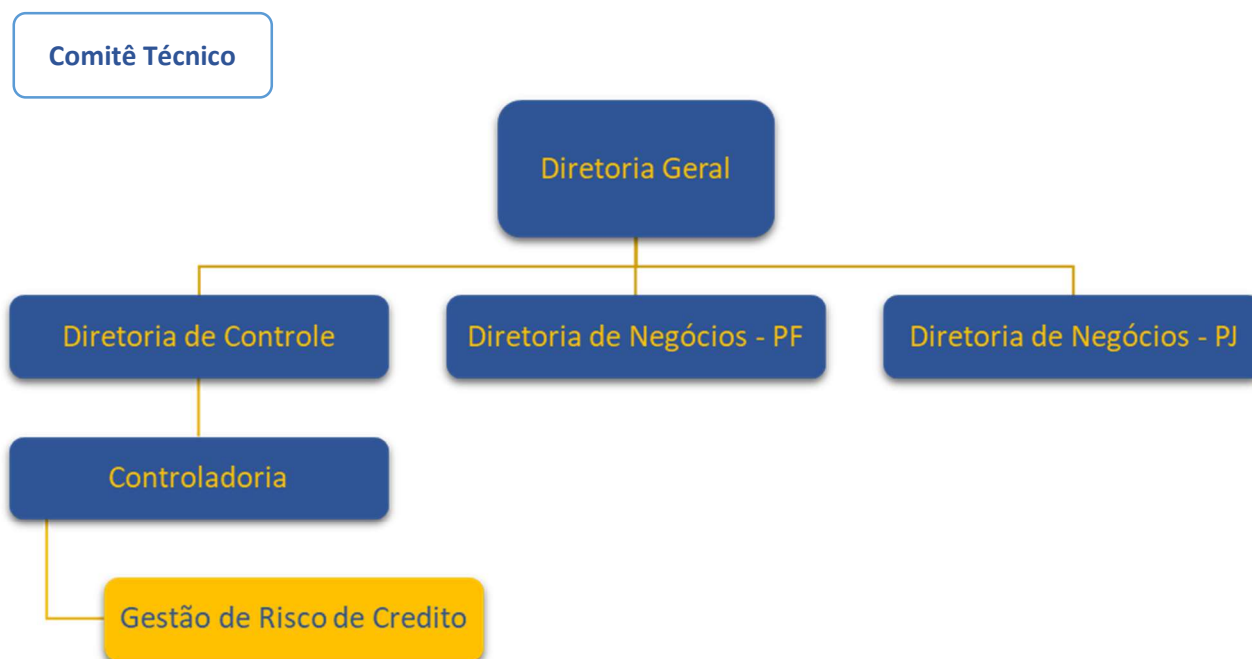 Comitê Técnico
Diretoria Geral
Diretoria de Controle
Diretoria de Negócios - PF
Diretoria de Negócios - PJ
Controladoria
Gestão de Risco de Credito